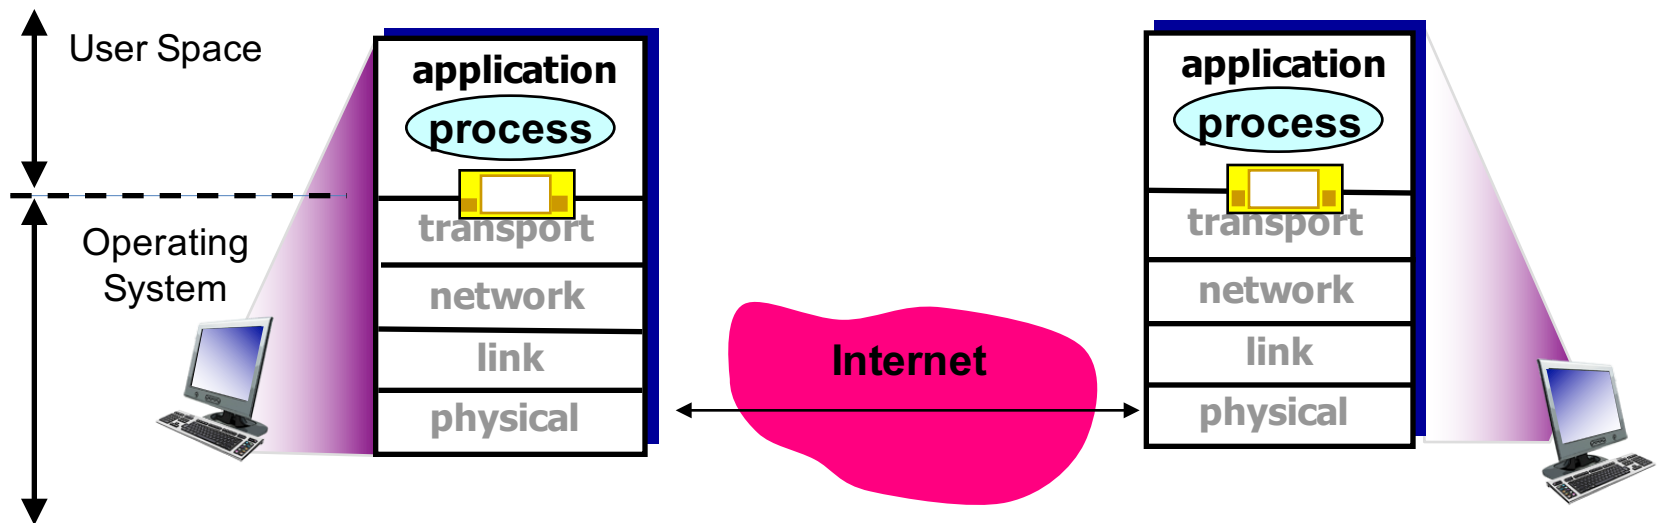 User Space
Operating
System
application
process
transport
network
link
physical
Internet
application
process
transport
network
link
physical